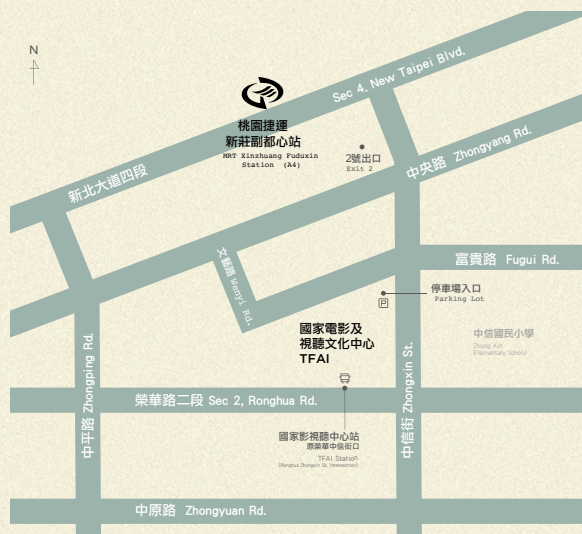 N
Sec 4, New Taipei Blvd.
桃園捷運
新莊副都心站
MRT Xinzhuang Fuduxin
Station (A4)
2號出口
Exit 2
中央路 Zhongyang Rd.
新北大道四段
文藝路 Wenyi Rd.
富貴路 Fugui Rd.
停車場入口
Parking Lot
P
國家電影及
視聽文化中心
TFAI
中信國民小學
Zhong Xin
Elementary School
中平路 Zhongping Rd.
中信街 Zhongxin St.
榮華路二段 Sec 2, Ronghua Rd.
國家影視聽中心站
原榮華中信街口
TFAI Station
(Ronghua Zhongxin St. Intersection)
中原路 Zhongyuan Rd.